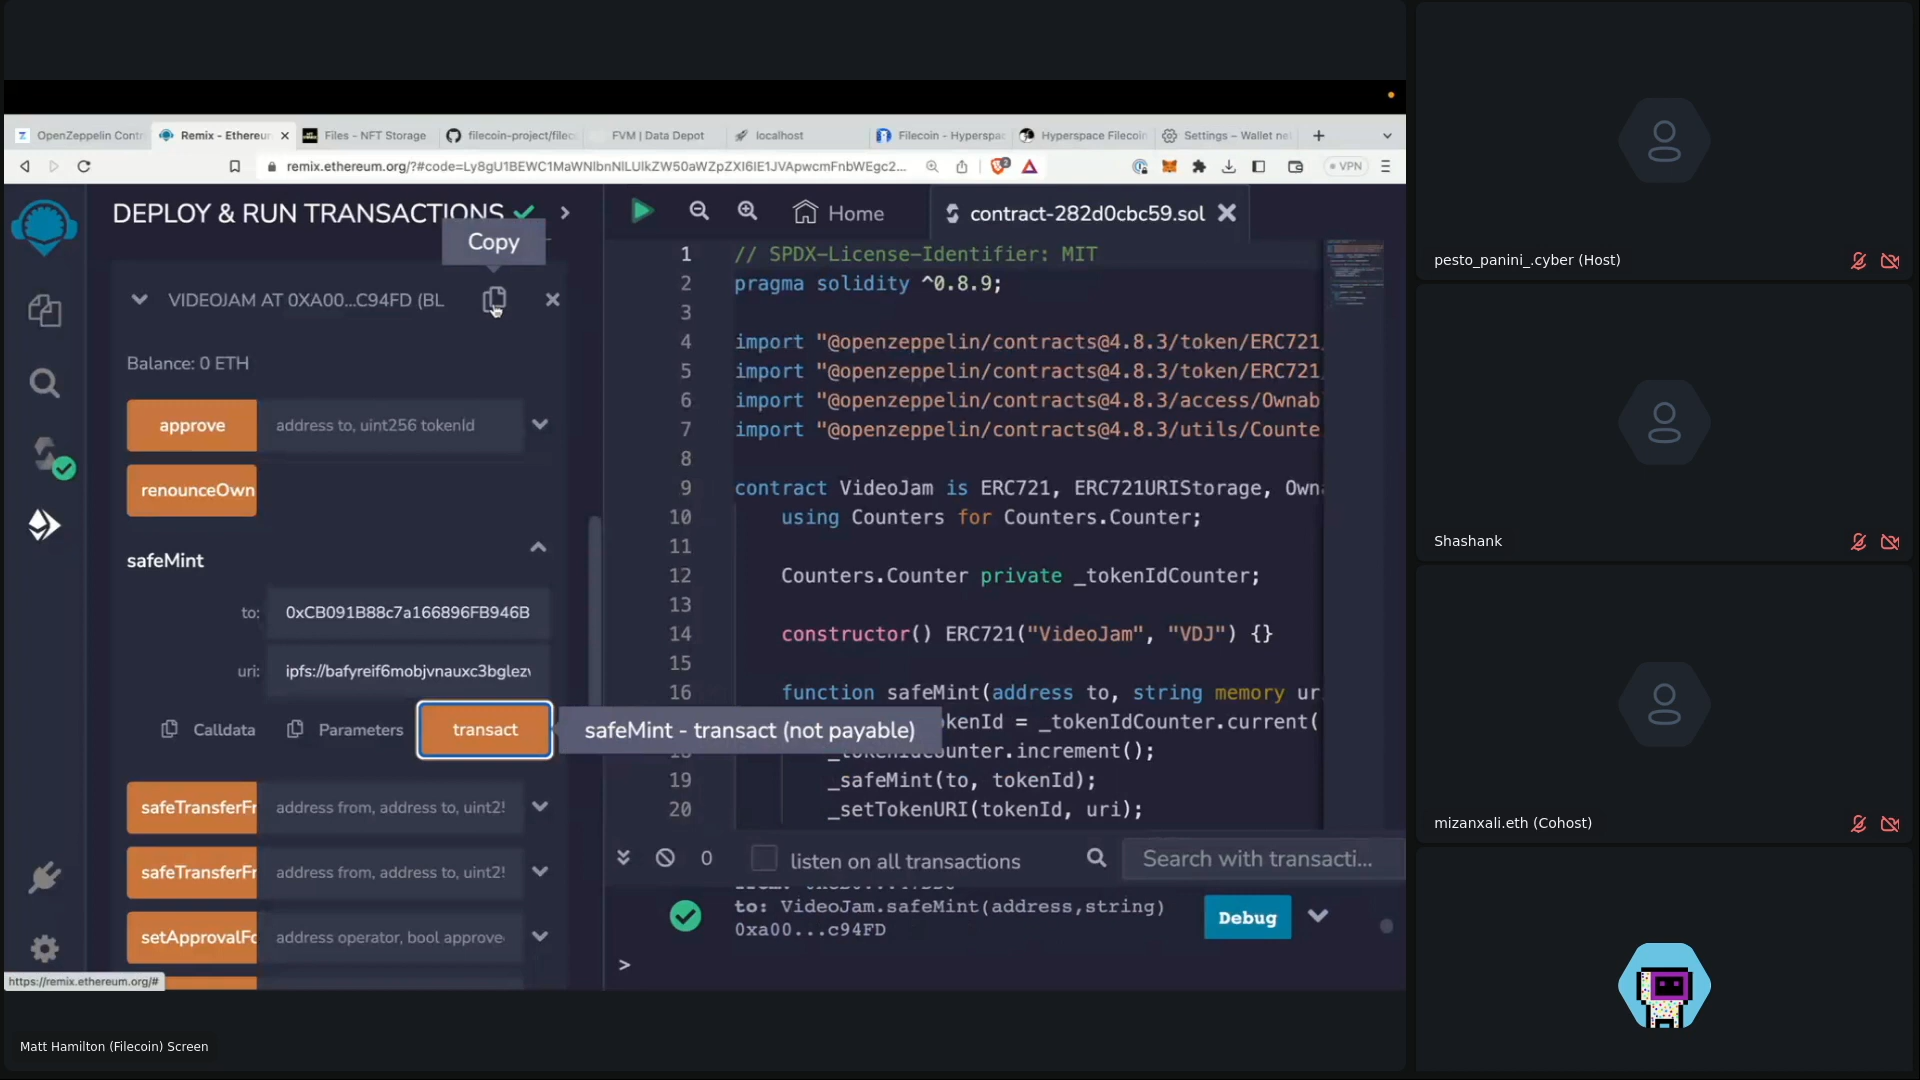 OpenZeppelin Contr
Remix - Ethereu
Files - NFT Storage
filecoin-project/filec
FVM | Data Depot
localhost
Filecoin - Hyperspac
Hyperspace Filecoin
Settings – Wallet ne
remix.ethereum.org/?#code=Ly8gU1BEWC1MaWNlbnNlLUlkZW50aWZpZXI6IE1JVApwcmFnbWEgc2...
VPN
DEPLOY & RUN TRANSACTIONS
Copy
VIDEOJAM AT 0XA00...C94FD (BL
Balance: 0 ETH
approve
address to, uint256 tokenId
renounceOwn
safeMint
to:
0xCB091B88c7a166896FB946B
uri:
ipfs://bafyreif6mobjvnauxc3bglezv
Calldata
Parameters
transact
safeMint - transact (not payable)
safeTransferFr
address from, address to, uint2!
safeTransferFr
address from, address to, uint2!
setApprovalFo
address operator, bool approve
https://remix.ethereum.org/#
Home
contract-282d0cbc59.sol
1 // SPDX-License-Identifier: MIT
2 pragma solidity ^0.8.9;
3
4 import "@openzeppelin/contracts@4.8.3/token/ERC721
5 import "@openzeppelin/contracts@4.8.3/token/ERC721
6 import "@openzeppelin/contracts@4.8.3/access/Ownab
7 import "@openzeppelin/contracts@4.8.3/utils/Counte
8
9 contract VideoJam is ERC721, ERC721URIStorage, Own
10 using Counters for Counters.Counter;
11
12 Counters.Counter private _tokenIdCounter;
13
14 constructor() ERC721("VideoJam", "VDJ") {}
15
16 function safeMint(address to, string memory ur
kenId = _tokenIdCounter.current(
_tokenIdCounter.increment();
19 _safeMint(to, tokenId);
20 _setTokenURI(tokenId, uri);
0
listen on all transactions
Search with transacti...
to: VideoJam.safeMint(address,string)
0xa00...c94FD
Debug
>
Matt Hamilton (Filecoin) Screen
pesto_panini_.cyber (Host)
Shashank
mizanxali.eth (Cohost)